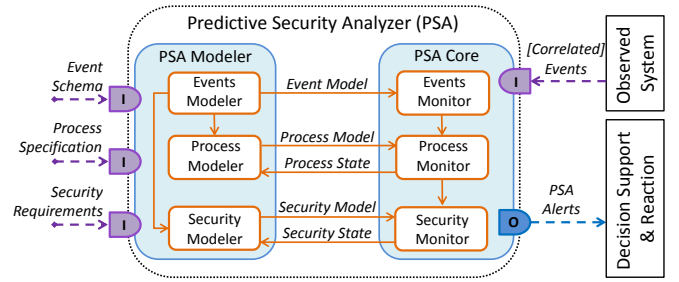 Predictive Security Analyzer (PSA)
PSA Modeler
PSA Core
[Correlated]
Events
Observed
System
Event
Schema
I
Events
Modeler
Event Model
Events
Monitor
I
Process
Specification
I
Process
Modeler
Process Model
Process State
Process
Monitor
Security
Requirements
I
Security
Modeler
Security Model
Security State
Security
Monitor
O
PSA
Alerts
Decision Support
& Reaction